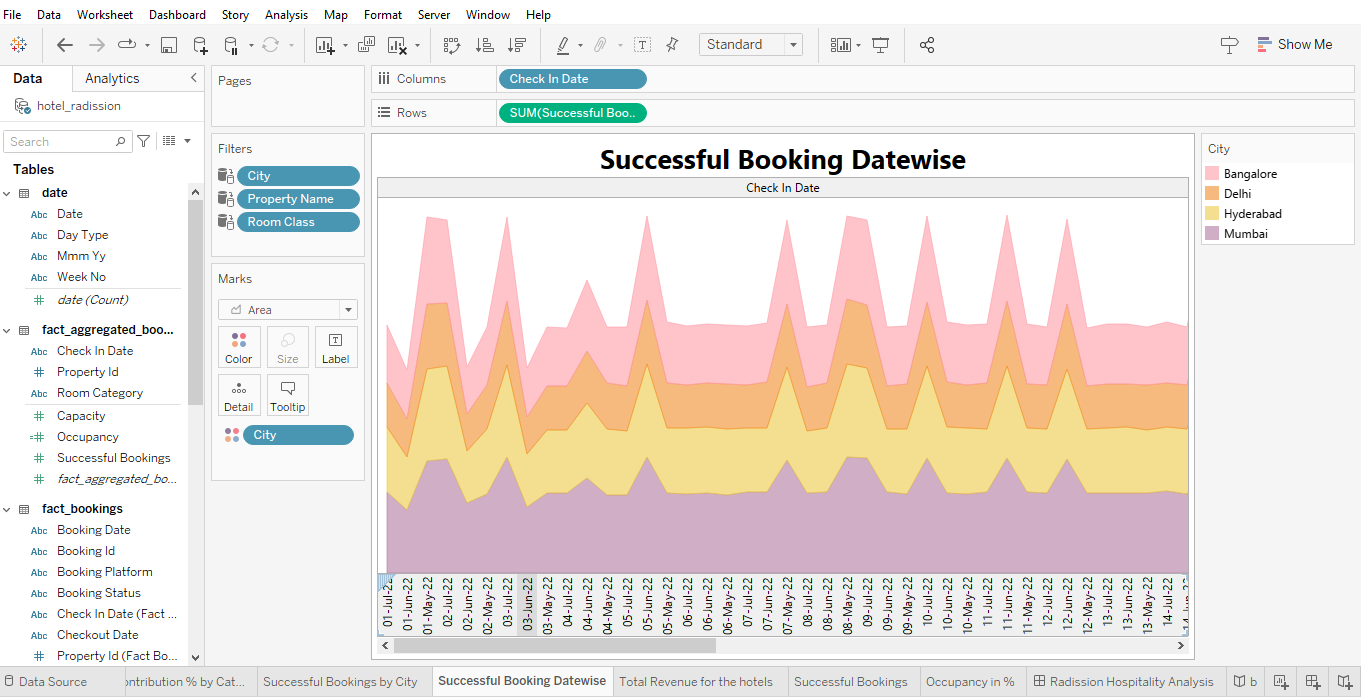 File Data Worksheet Dashboard Story Analysis Map Format Server Window Help
Standard
Show Me
Data Analytics
hotel_radission
Search
Tables
date
Abc Date
Abc Day Type
Abc Mmm Yy
Abc Week No
date (Count)
fact_aggregated_boo...
Abc Check In Date
Property Id
Abc Room Category
Capacity
Occupancy
Successful Bookings
fact_aggregated_bo...
fact_bookings
Abc Booking Date
Abc Booking Id
Abc Booking Platform
Abc Booking Status
Abc Check In Date (Fact ...
Abc Checkout Date
Property Id (Fact Bo...
Pages
Filters
City
Property Name
Room Class
Marks
Area
Color Size Label
Detail Tooltip
City
Columns Check In Date
Rows SUM(Successful Boo..
Successful Booking Datewise
Check In Date
01-Jul-22
01-Jun-22
01-May-22
02-Jul-22
02-Jun-22
02-May-22
03-Jul-22
03-Jun-22
03-May-22
04-Jul-22
04-Jun-22
04-May-22
05-Jul-22
05-Jun-22
05-May-22
06-Jul-22
06-Jun-22
06-May-22
07-Jul-22
07-Jun-22
07-May-22
08-Jul-22
08-Jun-22
08-May-22
09-Jul-22
09-Jun-22
09-May-22
10-Jul-22
10-Jun-22
10-May-22
11-Jul-22
11-Jun-22
11-May-22
12-Jul-22
12-Jun-22
12-May-22
13-Jul-22
13-Jun-22
13-May-22
14-Jul-22
City
Bangalore
Delhi
Hyderabad
Mumbai
Data Source ontribution % by Cat... Successful Bookings by City Successful Booking Datewise Total Revenue for the hotels Successful Bookings Occupancy in % Radission Hospitality Analysis b